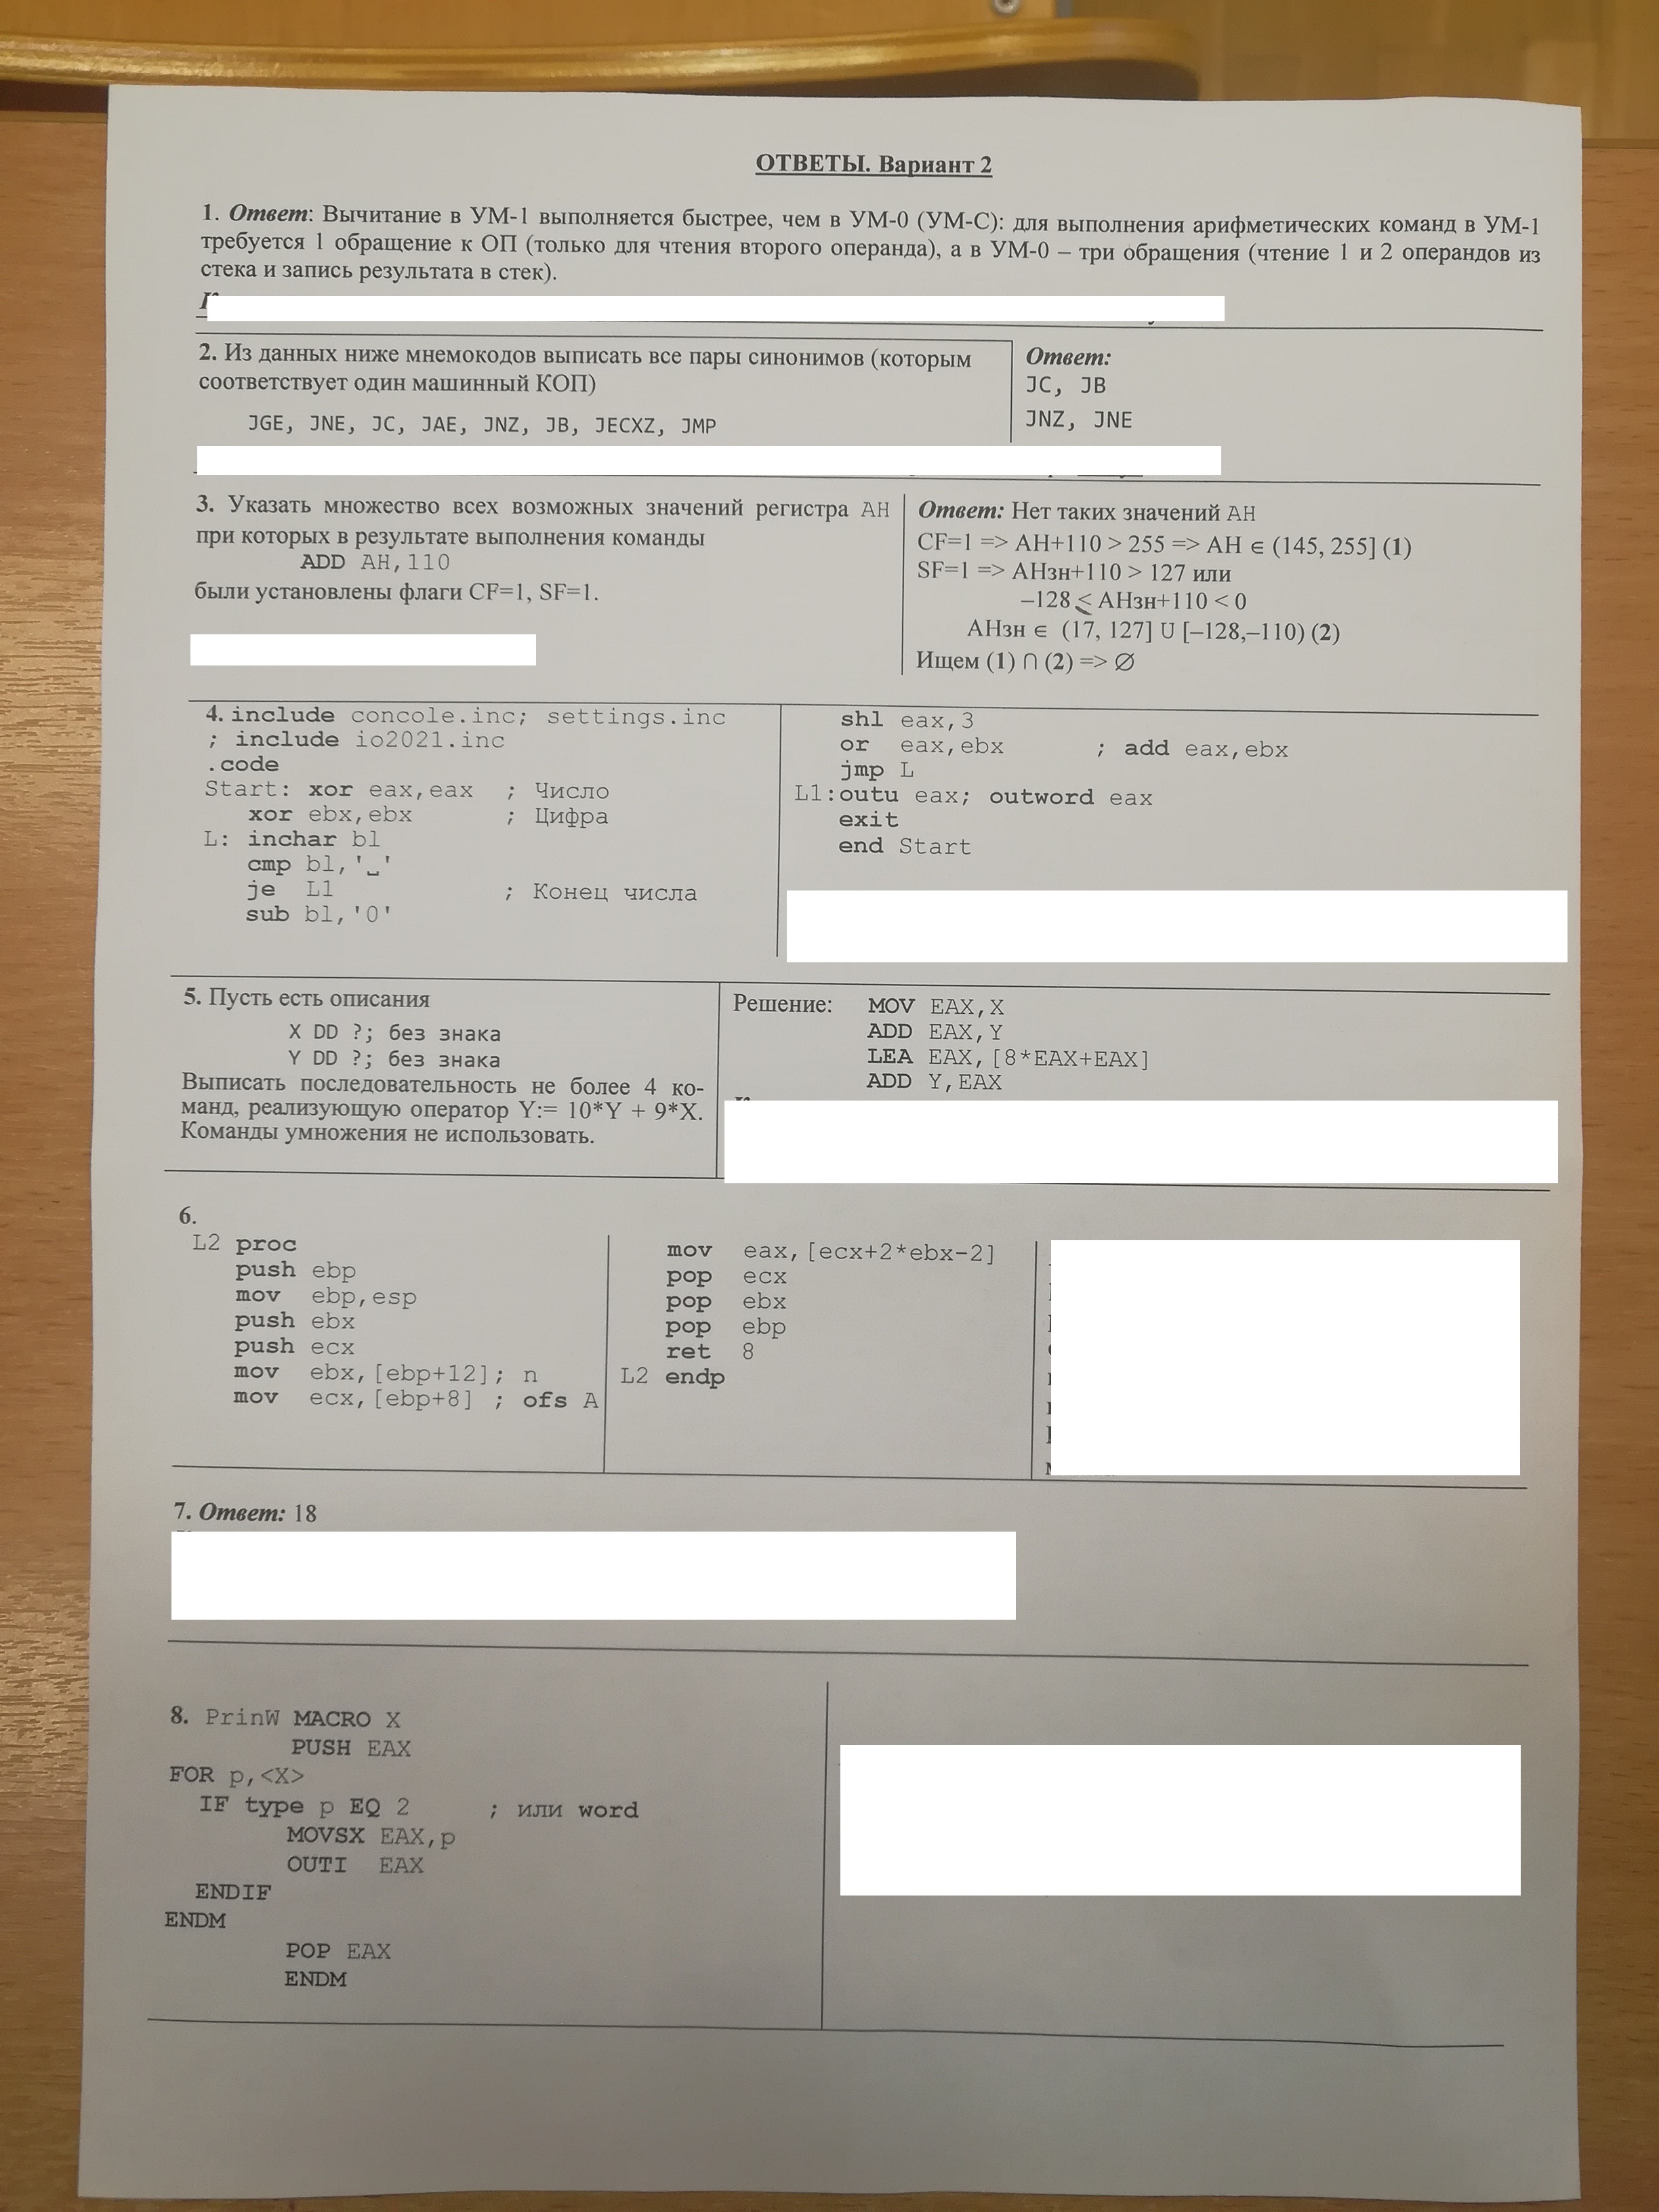 ОТВЕТЫ. Вариант 2
1. Ответ: Вычитание в УМ-1 выполняется быстрее, чем в УМ-0 (УМ-С): для выполнения арифметических команд в УМ-1
требуется 1 обращение к ОП (только для чтения второго операнда), а в УМ-0 – три обращения (чтение 1 и 2 операндов из
стека и запись результата в стек).
2. Из данных ниже мнемокодов выписать все пары синонимов (которым
соответствует один машинный КОП)
JGE, JNE, JC, JAE, JNZ, JB, JECXZ, JMP
Ответ:
JC, JB
JNZ, JNE
3. Указать множество всех возможных значений регистра AH
при которых в результате выполнения команды
ADD AH,110
были установлены флаги CF=1, SF=1.
Ответ: Нет таких значений AH
CF=1 => AH+110 > 255 => AH ∈ (145, 255] (1)
SF=1 => AHзн+110 > 127 или
–128 ≤ AHзн+110 < 0
AHзн ∈ (17, 127] U [–128,–110) (2)
Ищем (1) ∩ (2) => ∅
4. include concole.inc; settings.inc
; include io2021.inc
.code
Start: xor eax,eax ; Число
xor ebx,ebx ; Цифра
L: inchar bl
cmp bl,'␣'
je L1 ; Конец числа
sub bl,'0'
shl eax,3
or eax,ebx ; add eax,ebx
jmp L
L1:outu eax; outword eax
exit
end Start
5. Пусть есть описания
X DD ?; без знака
Y DD ?; без знака
Выписать последовательность не более 4 ко-
манд, реализующую оператор Y:= 10*Y + 9*X.
Команды умножения не использовать.
Решение: MOV EAX,X
ADD EAX,Y
LEA EAX,[8*EAX+EAX]
ADD Y,EAX
6.
L2 proc
push ebp
mov ebp,esp
push ebx
push ecx
mov ebx,[ebp+12]; n
mov ecx,[ebp+8] ; ofs A
mov eax,[ecx+2*ebx-2]
pop ecx
pop ebx
pop ebp
ret 8
L2 endp
7. Ответ: 18
8. PrinW MACRO X
PUSH EAX
FOR p,<X>
IF type p EQ 2 ; или word
MOVSX EAX,p
OUTI EAX
ENDIF
ENDM
POP EAX
ENDM